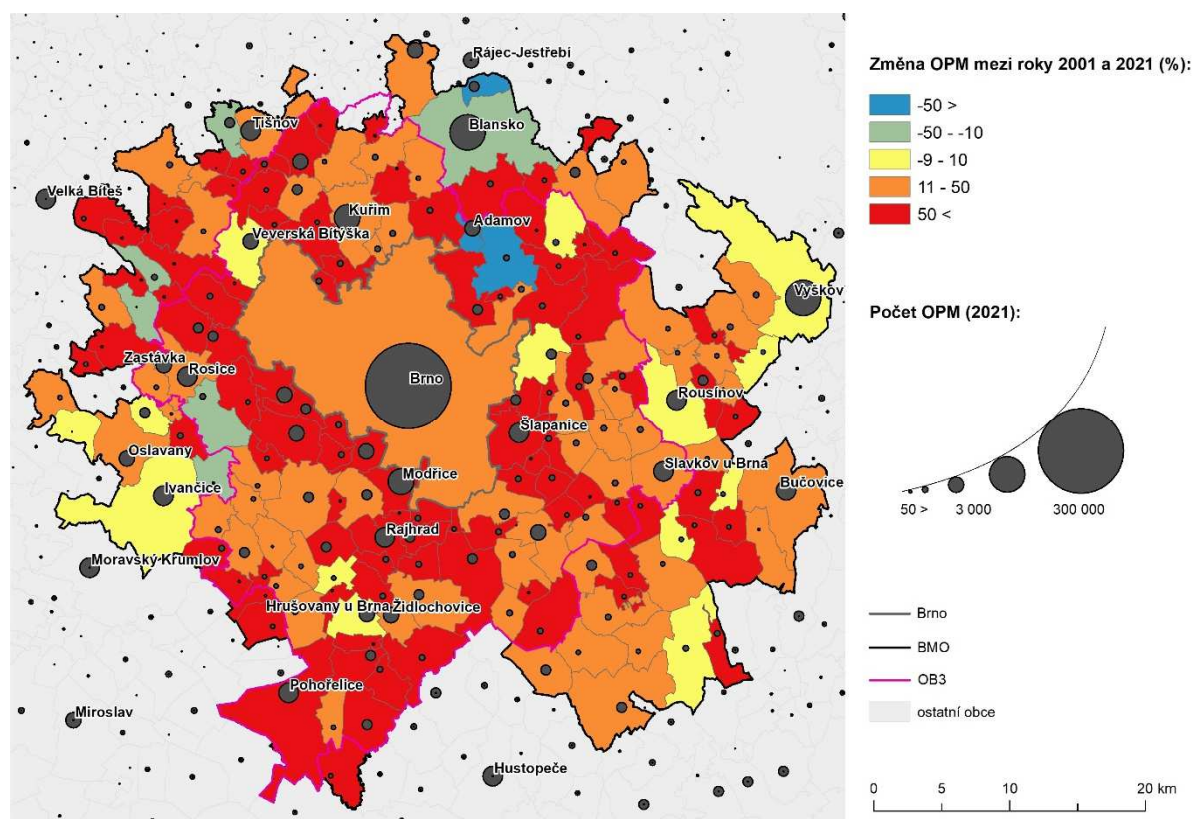 Rájec-Jestřebí
Tišnov
Blansko
Velká Bíteš
Kuřim
Adamov
Veverská Bítýška
Vyškov
Zastávka
Rosice
Brno
Rousínov
Šlapanice
Oslavany
Slavkov u Brna
Ivančice
Modřice
Bučovice
Rajhrad
Moravský Krumlov
Hrušovany u Brna
Židlochovice
Pohořelice
Miroslav
Hustopeče
Změna OPM mezi roky 2001 a 2021 (%):
-50 >
-50 - -10
-9 - 10
11 - 50
50 <
Počet OPM (2021):
50 > 3 000 300 000
Brno
BMO
OB3
ostatní obce
0 5 10 20 km